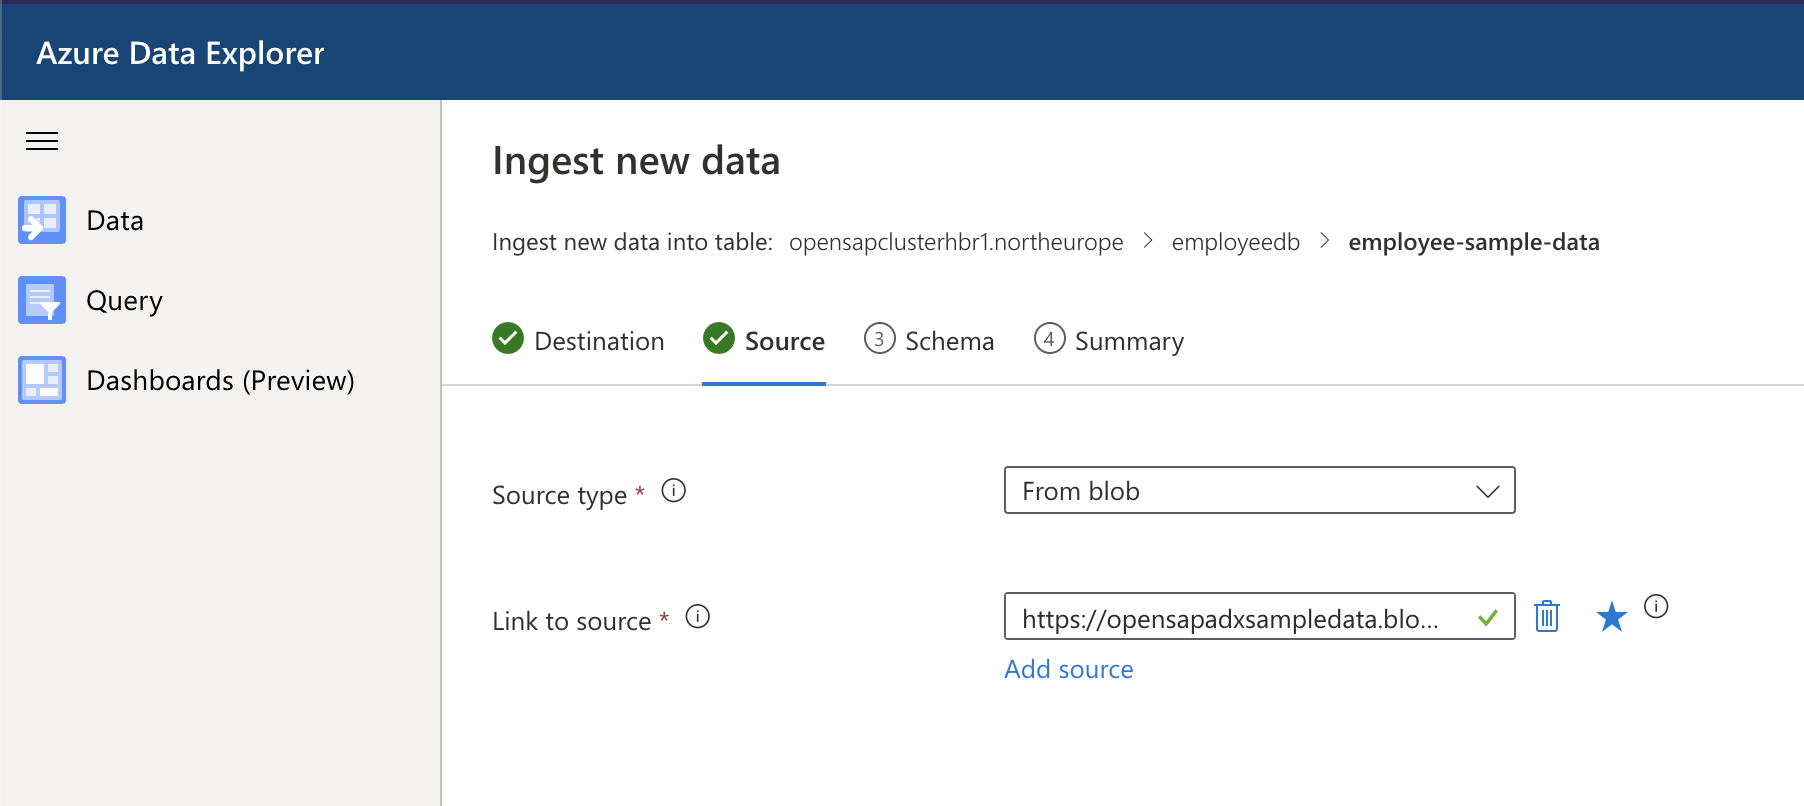 Azure Data Explorer
Data
Query
Dashboards (Preview)
Ingest new data
Ingest new data into table: opensapclusterhbr1.northeurope > employeedb > employee-sample-data
Destination Source 3 Schema 4 Summary
Source type * i From blob
Link to source * i https://opensapadxsampledata.blo... i
Add source